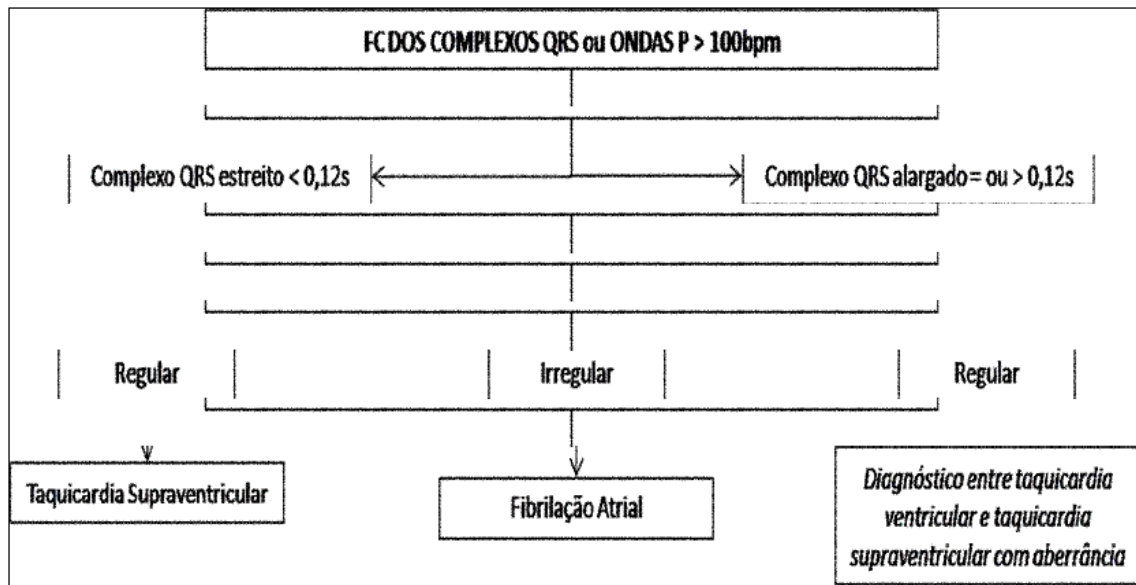 FC DOS COMPLEXOS QRS ou ONDAS P > 100bpm
Complexo QRS estreito < 0,12s
Complexo QRS alargado = ou > 0,12s
Regular
Irregular
Regular
Taquicardia Supraventricular
Fibrilação Atrial
Diagnóstico entre taquicardia
ventricular e taquicardia
supraventricular com aberrância